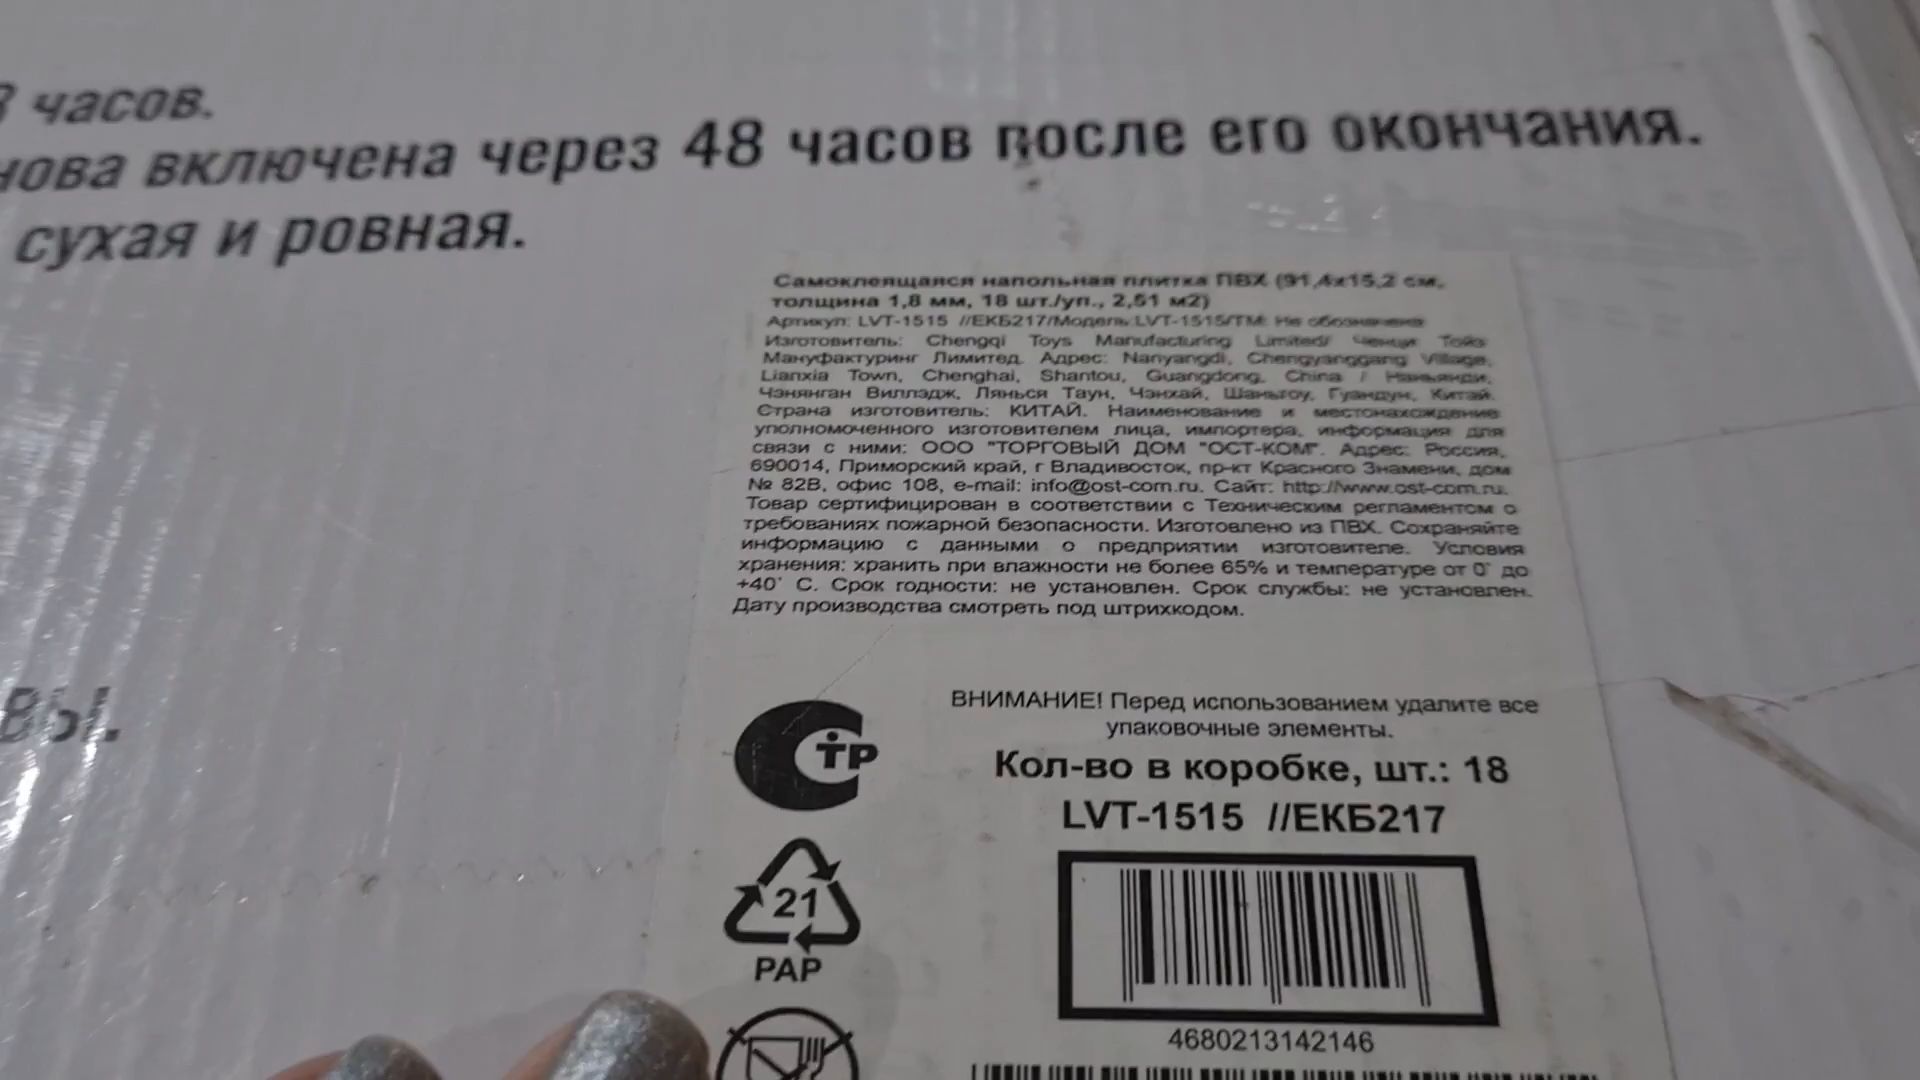 часов.
нова включена через 48 часов после его окончания.
сухая и ровная.
ВЫ.
Самоклеящаяся напольная плитка ПВХ (91,4х15,2 см,
толщина 1,8 мм, 18 шт./уп., 2,51 м2)
Артикул: LVT-1515 //ЕКБ217/Модель:LVT-1515/ТМ: Не обозначена
Изготовитель: Chengqi Toys Manufacturing Limited/ Ченци Тойз
Мануфактуринг Лимитед. Адрес: Nanyangdi, Chengyanggang Village,
Lianxia Town, Chenghai, Shantou, Guangdong, China / Наньянди,
Чэнянган Виллэдж, Лянься Таун, Чэнхай, Шаньтоу, Гуандун, Китай.
Страна изготовитель: КИТАЙ. Наименование и местонахождение
уполномоченного изготовителем лица, импортера, информация для
связи с ними: ООО "ТОРГОВЫЙ ДОМ "ОСТ-КОМ". Адрес: Россия,
690014, Приморский край, г Владивосток, пр-кт Красного Знамени, дом
№ 82В, офис 108, e-mail: info@ost-com.ru. Сайт: http://www.ost-com.ru.
Товар сертифицирован в соответствии с Техническим регламентом о
требованиях пожарной безопасности. Изготовлено из ПВХ. Сохраняйте
информацию с данными о предприятии изготовителе. Условия
хранения: хранить при влажности не более 65% и температуре от 0˚ до
+40˚ С. Срок годности: не установлен. Срок службы: не установлен.
Дату производства смотреть под штрихкодом.
ВНИМАНИЕ! Перед использованием удалите все
упаковочные элементы.
Кол-во в коробке, шт.: 18
LVT-1515 //ЕКБ217
4680213142146
ТР
21
PAP